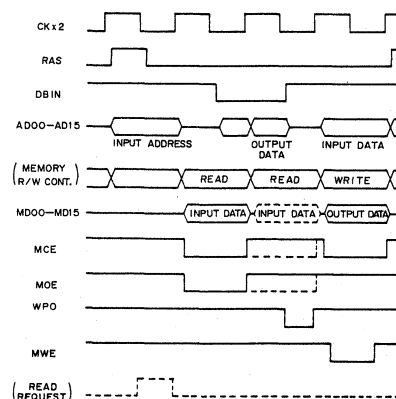 CKx2
RAS
DBIN
AD00-AD15
INPUT ADDRESS
OUTPUT DATA
INPUT DATA
(MEMORY R/W CONT.)
READ
READ
WRITE
MD00-MD15
INPUT DATA
INPUT DATA
OUTPUT DATA
MCE
MOE
WPO
MWE
(READ REQUEST)